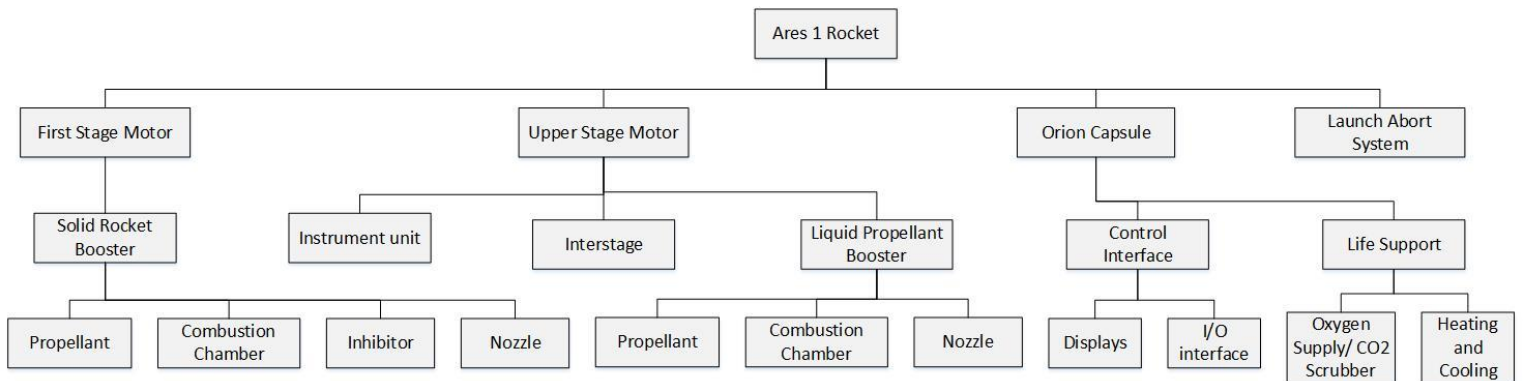 Ares 1 Rocket
First Stage Motor
Upper Stage Motor
Orion Capsule
Launch Abort
System
Solid Rocket
Booster
Instrument unit
Interstage
Liquid Propellant
Booster
Control
Interface
Life Support
Propellant
Combustion
Chamber
Inhibitor
Nozzle
Propellant
Combustion
Chamber
Nozzle
Displays
I/O
interface
Oxygen
Supply/ CO2
Scrubber
Heating
and
Cooling